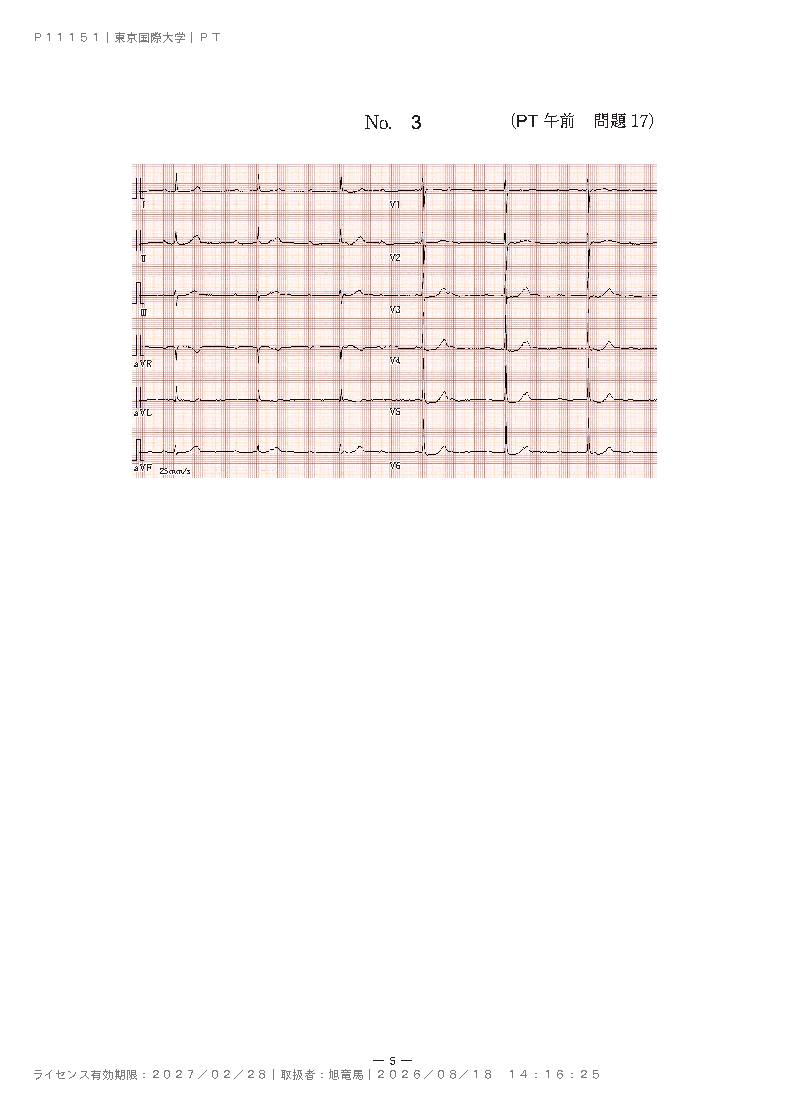 P11151|東京国際大学|PT
No. 3 (PT 午前 問題 17)
I V1
II V2
III V3
aVR V4
aVL V5
aVF 25mm/s V6
— 5 —
ライセンス有効期限:2027/02/28|取扱者:旭竜馬|2026/08/18 14:16:25